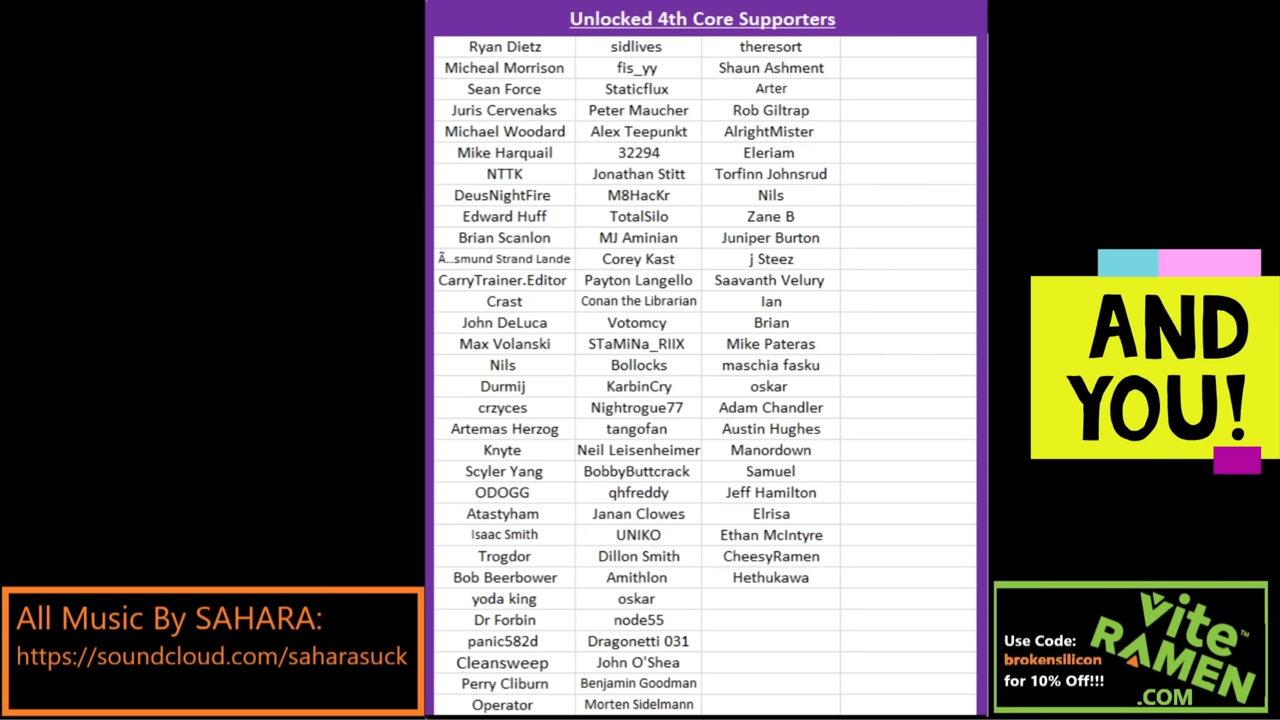 Unlocked 4th Core Supporters
Ryan Dietz sidlives theresort
Micheal Morrison fis_yy Shaun Ashment
Sean Force Staticflux Arter
Juris Cervenaks Peter Maucher Rob Giltrap
Michael Woodard Alex Teepunkt AlrightMister
Mike Harquail 32294 Eleriam
NTTK Jonathan Stitt Torfinn Johnsrud
DeusNightFire M8HacKr Nils
Edward Huff TotalSilo Zane B
Brian Scanlon MJ Aminian Juniper Burton
Ã…smund Strand Lande Corey Kast j Steez
CarryTrainer.Editor Payton Langello Saavanth Velury
Crast Conan the Librarian Ian
John DeLuca Votomcy Brian
Max Volanski STaMiNa_RIIX Mike Pateras
Nils Bollocks maschia fasku
Durmij KarbinCry oskar
crzyces Nightrogue77 Adam Chandler
Artemas Herzog tangofan Austin Hughes
Knyte Neil Leisenheimer Manordown
Scyler Yang BobbyButtcrack Samuel
ODOGG qhfreddy Jeff Hamilton
Atastyham Janan Clowes Elrisa
Isaac Smith UNIKO Ethan McIntyre
Trogdor Dillon Smith CheesyRamen
Bob Beerbower Amithlon Hethukawa
yoda king oskar
Dr Forbin node55
panic582d Dragonetti 031
Cleansweep John O'Shea
Perry Cliburn Benjamin Goodman
Operator Morten Sidelmann
AND
YOU!
All Music By SAHARA:
https://soundcloud.com/saharasuck
Use Code:
brokensilicon
for 10% Off!!!
vite™
RAMEN
.COM